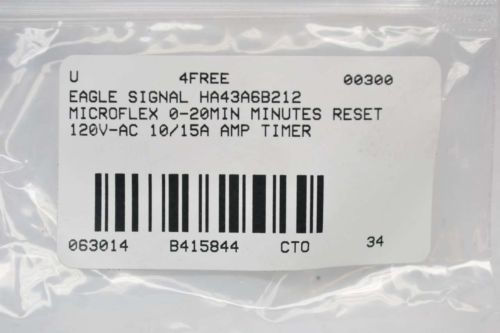 U 4FREE 00300
EAGLE SIGNAL HA43A6B212
MICROFLEX 0-20MIN MINUTES RESET
120V-AC 10/15A AMP TIMER
063014 B415844 CTO 34